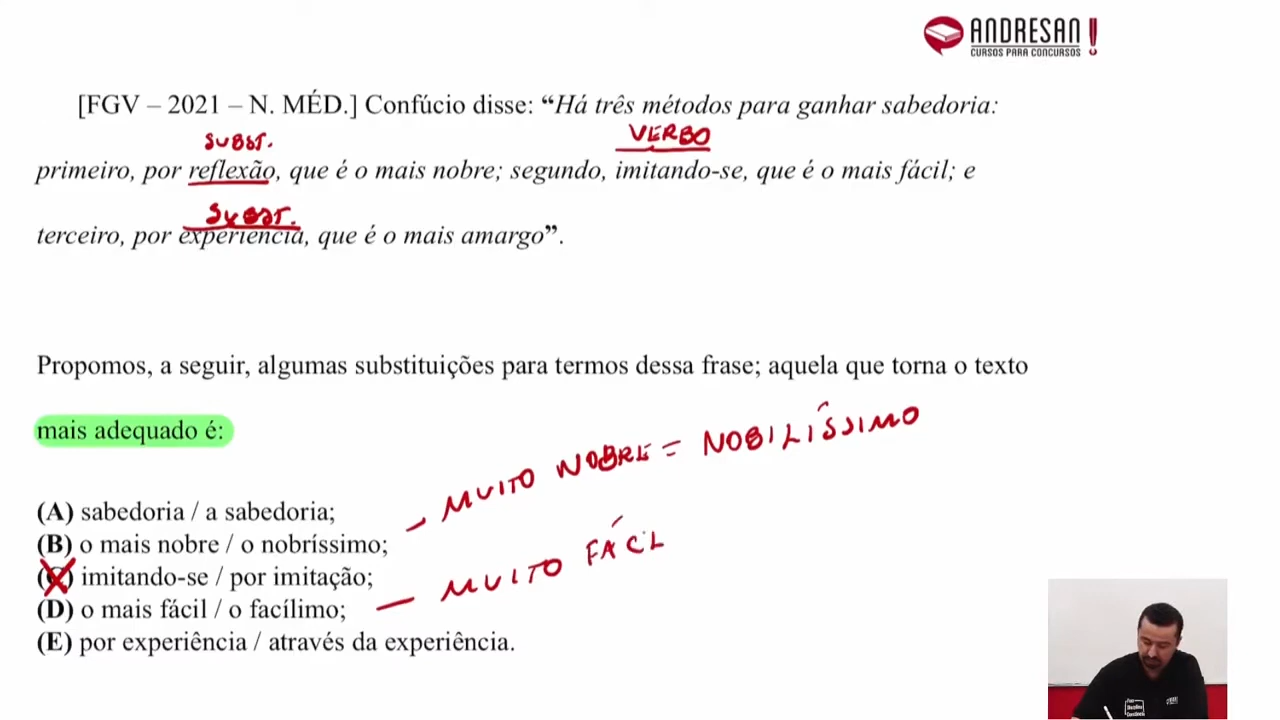 ANDRESAN!
CURSOS PARA CONCURSOS
[FGV – 2021 – N. MÉD.] Confúcio disse: “Há três métodos para ganhar sabedoria:
SUBST. VERBO
primeiro, por reflexão, que é o mais nobre; segundo, imitando-se, que é o mais fácil; e
SUBST.
terceiro, por experiência, que é o mais amargo”.
Propomos, a seguir, algumas substituições para termos dessa frase; aquela que torna o texto
mais adequado é:
– MUITO NOBRE = NOBILÍSSIMO
(A) sabedoria / a sabedoria;
(B) o mais nobre / o nobríssimo;
(C) imitando-se / por imitação;
– MUITO FÁCIL
(D) o mais fácil / o facílimo;
(E) por experiência / através da experiência.